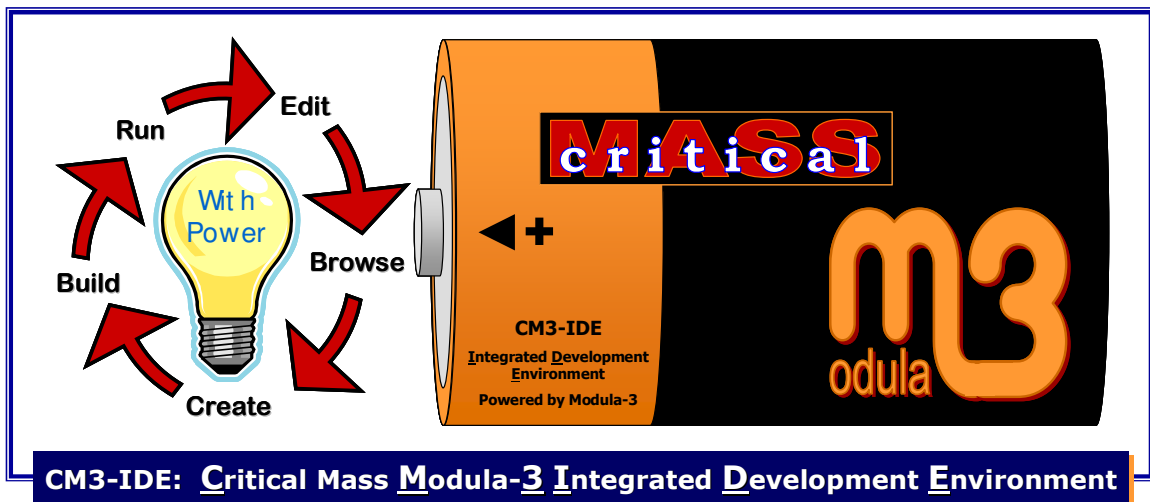 Edit
Run
With
Power
Browse
Build
Create
MASS
critical
+
CM3-IDE
Integrated Development
Environment
Powered by Modula-3
m3
odula
CM3-IDE: Critical Mass Modula-3 Integrated Development Environment